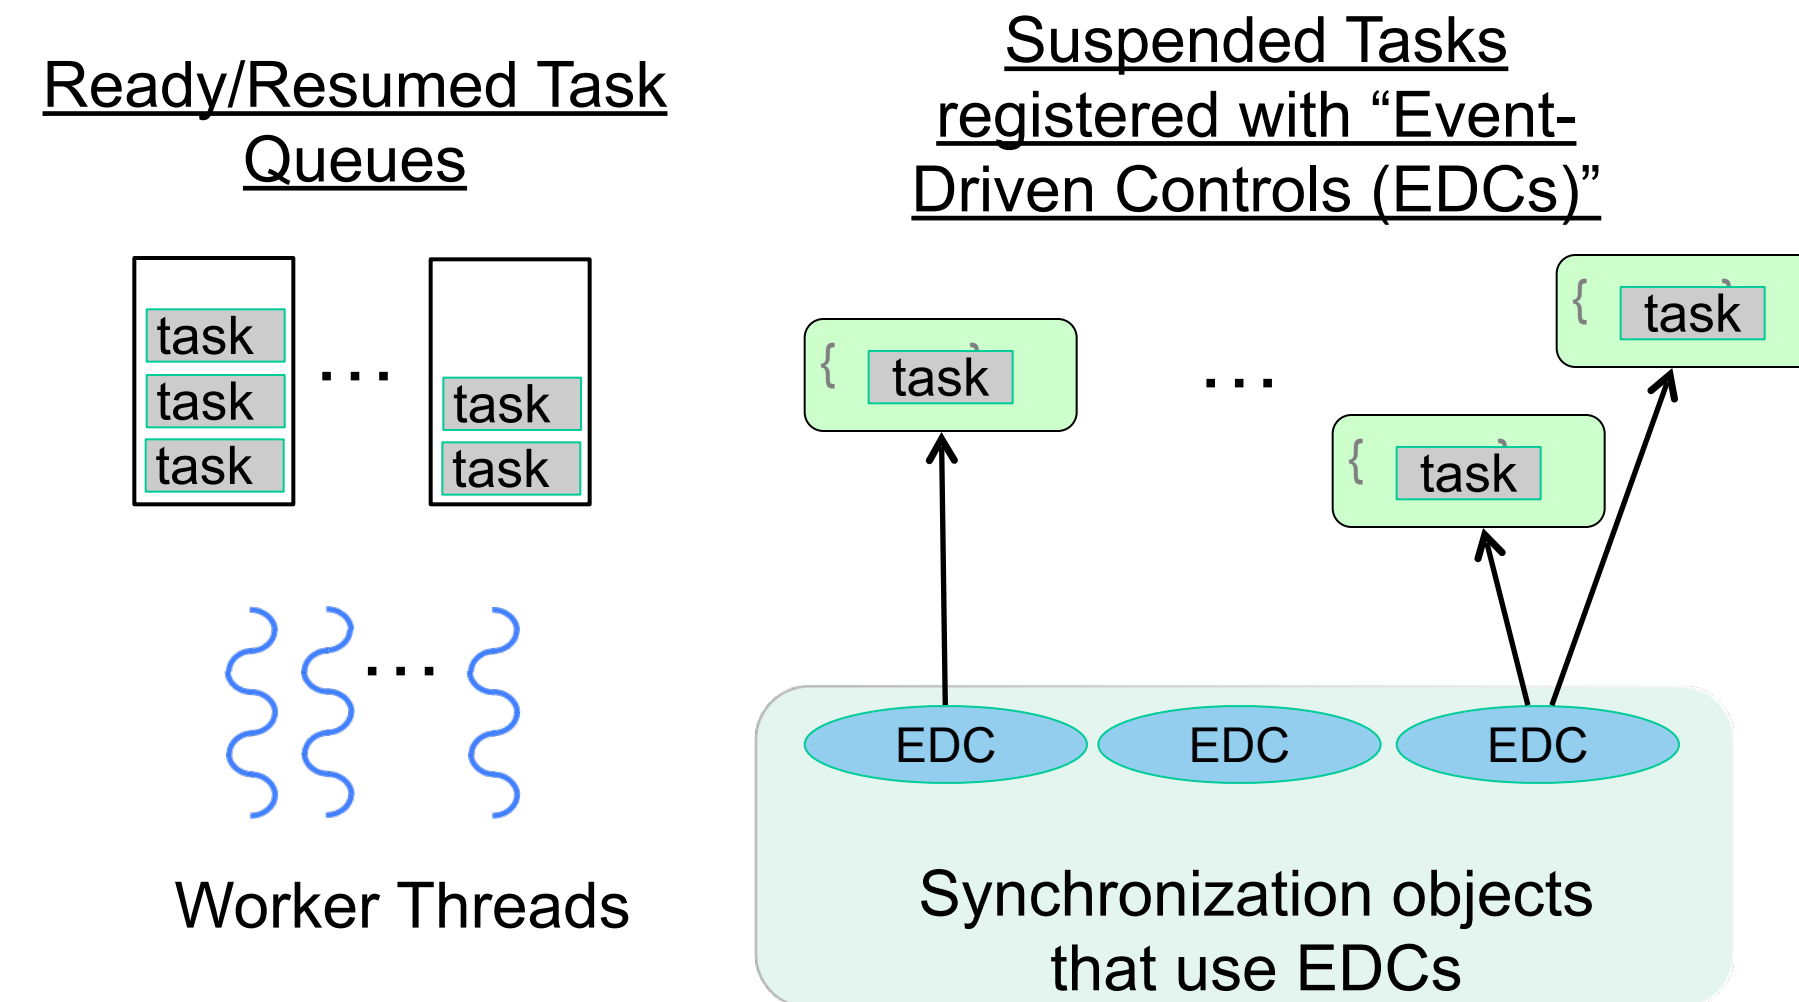 Ready/Resumed Task
Queues
task
task
task
...
task
task
Worker Threads
...
Suspended Tasks
registered with “Event-
Driven Controls (EDCs)”
{ task }
...
{ task }
{ task }
EDC
EDC
EDC
Synchronization objects
that use EDCs